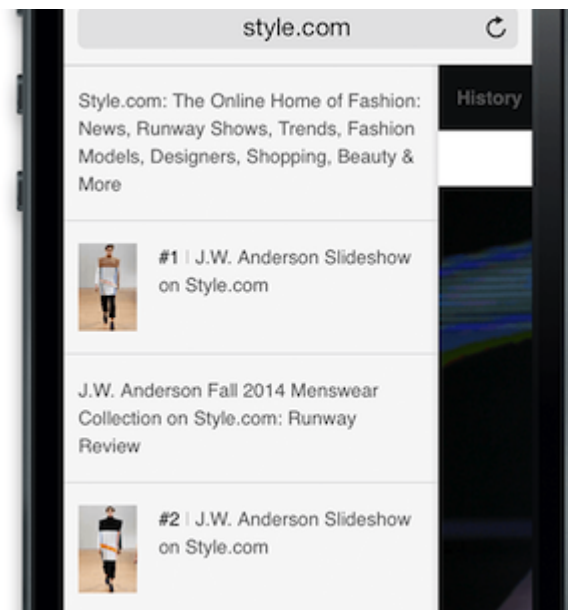 style.com
History
Style.com: The Online Home of Fashion:
News, Runway Shows, Trends, Fashion
Models, Designers, Shopping, Beauty &
More
#1 | J.W. Anderson Slideshow
on Style.com
J.W. Anderson Fall 2014 Menswear
Collection on Style.com: Runway
Review
#2 | J.W. Anderson Slideshow
on Style.com